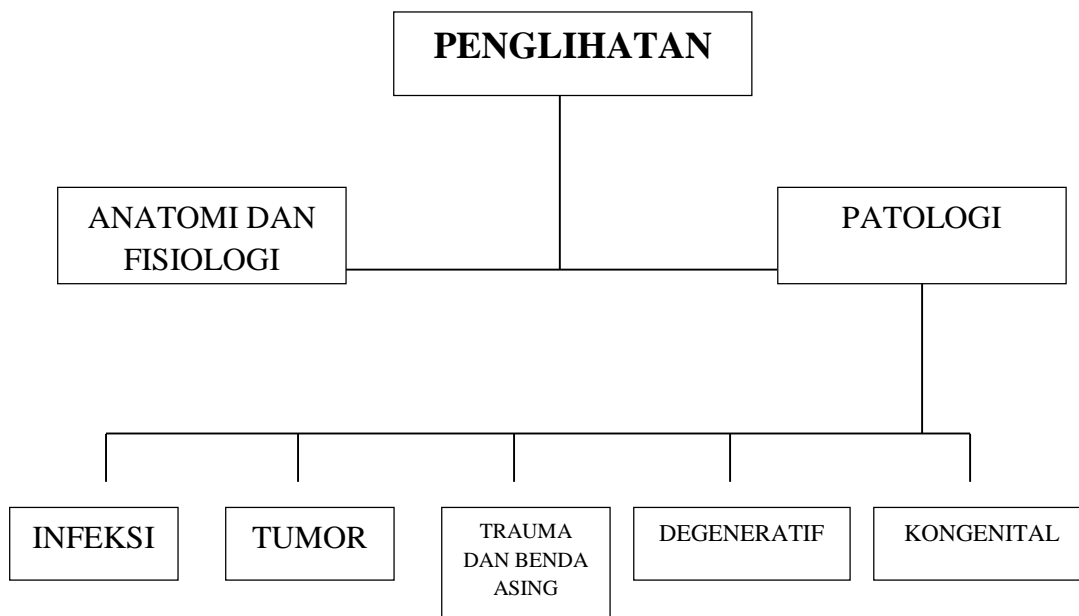 PENGLIHATAN
ANATOMI DAN
FISIOLOGI
PATOLOGI
INFEKSI
TUMOR
TRAUMA
DAN BENDA
ASING
DEGENERATIF
KONGENITAL